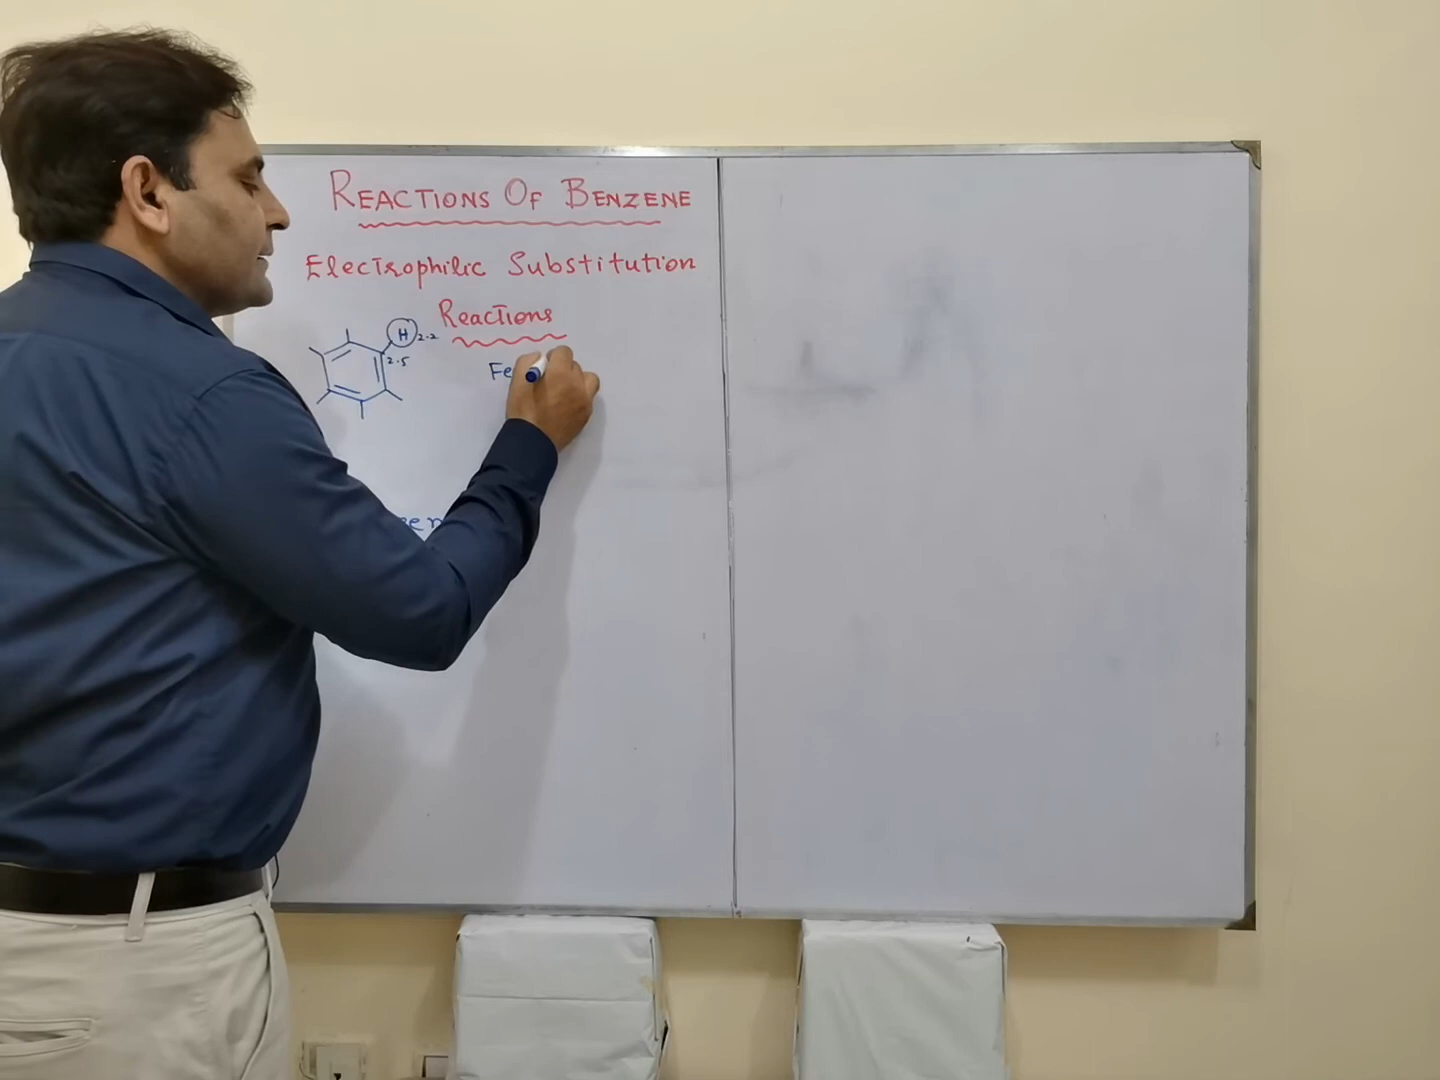 REACTIONS OF BENZENE
Electrophilic Substitution
Reactions
H 2.2
2.5
Fe